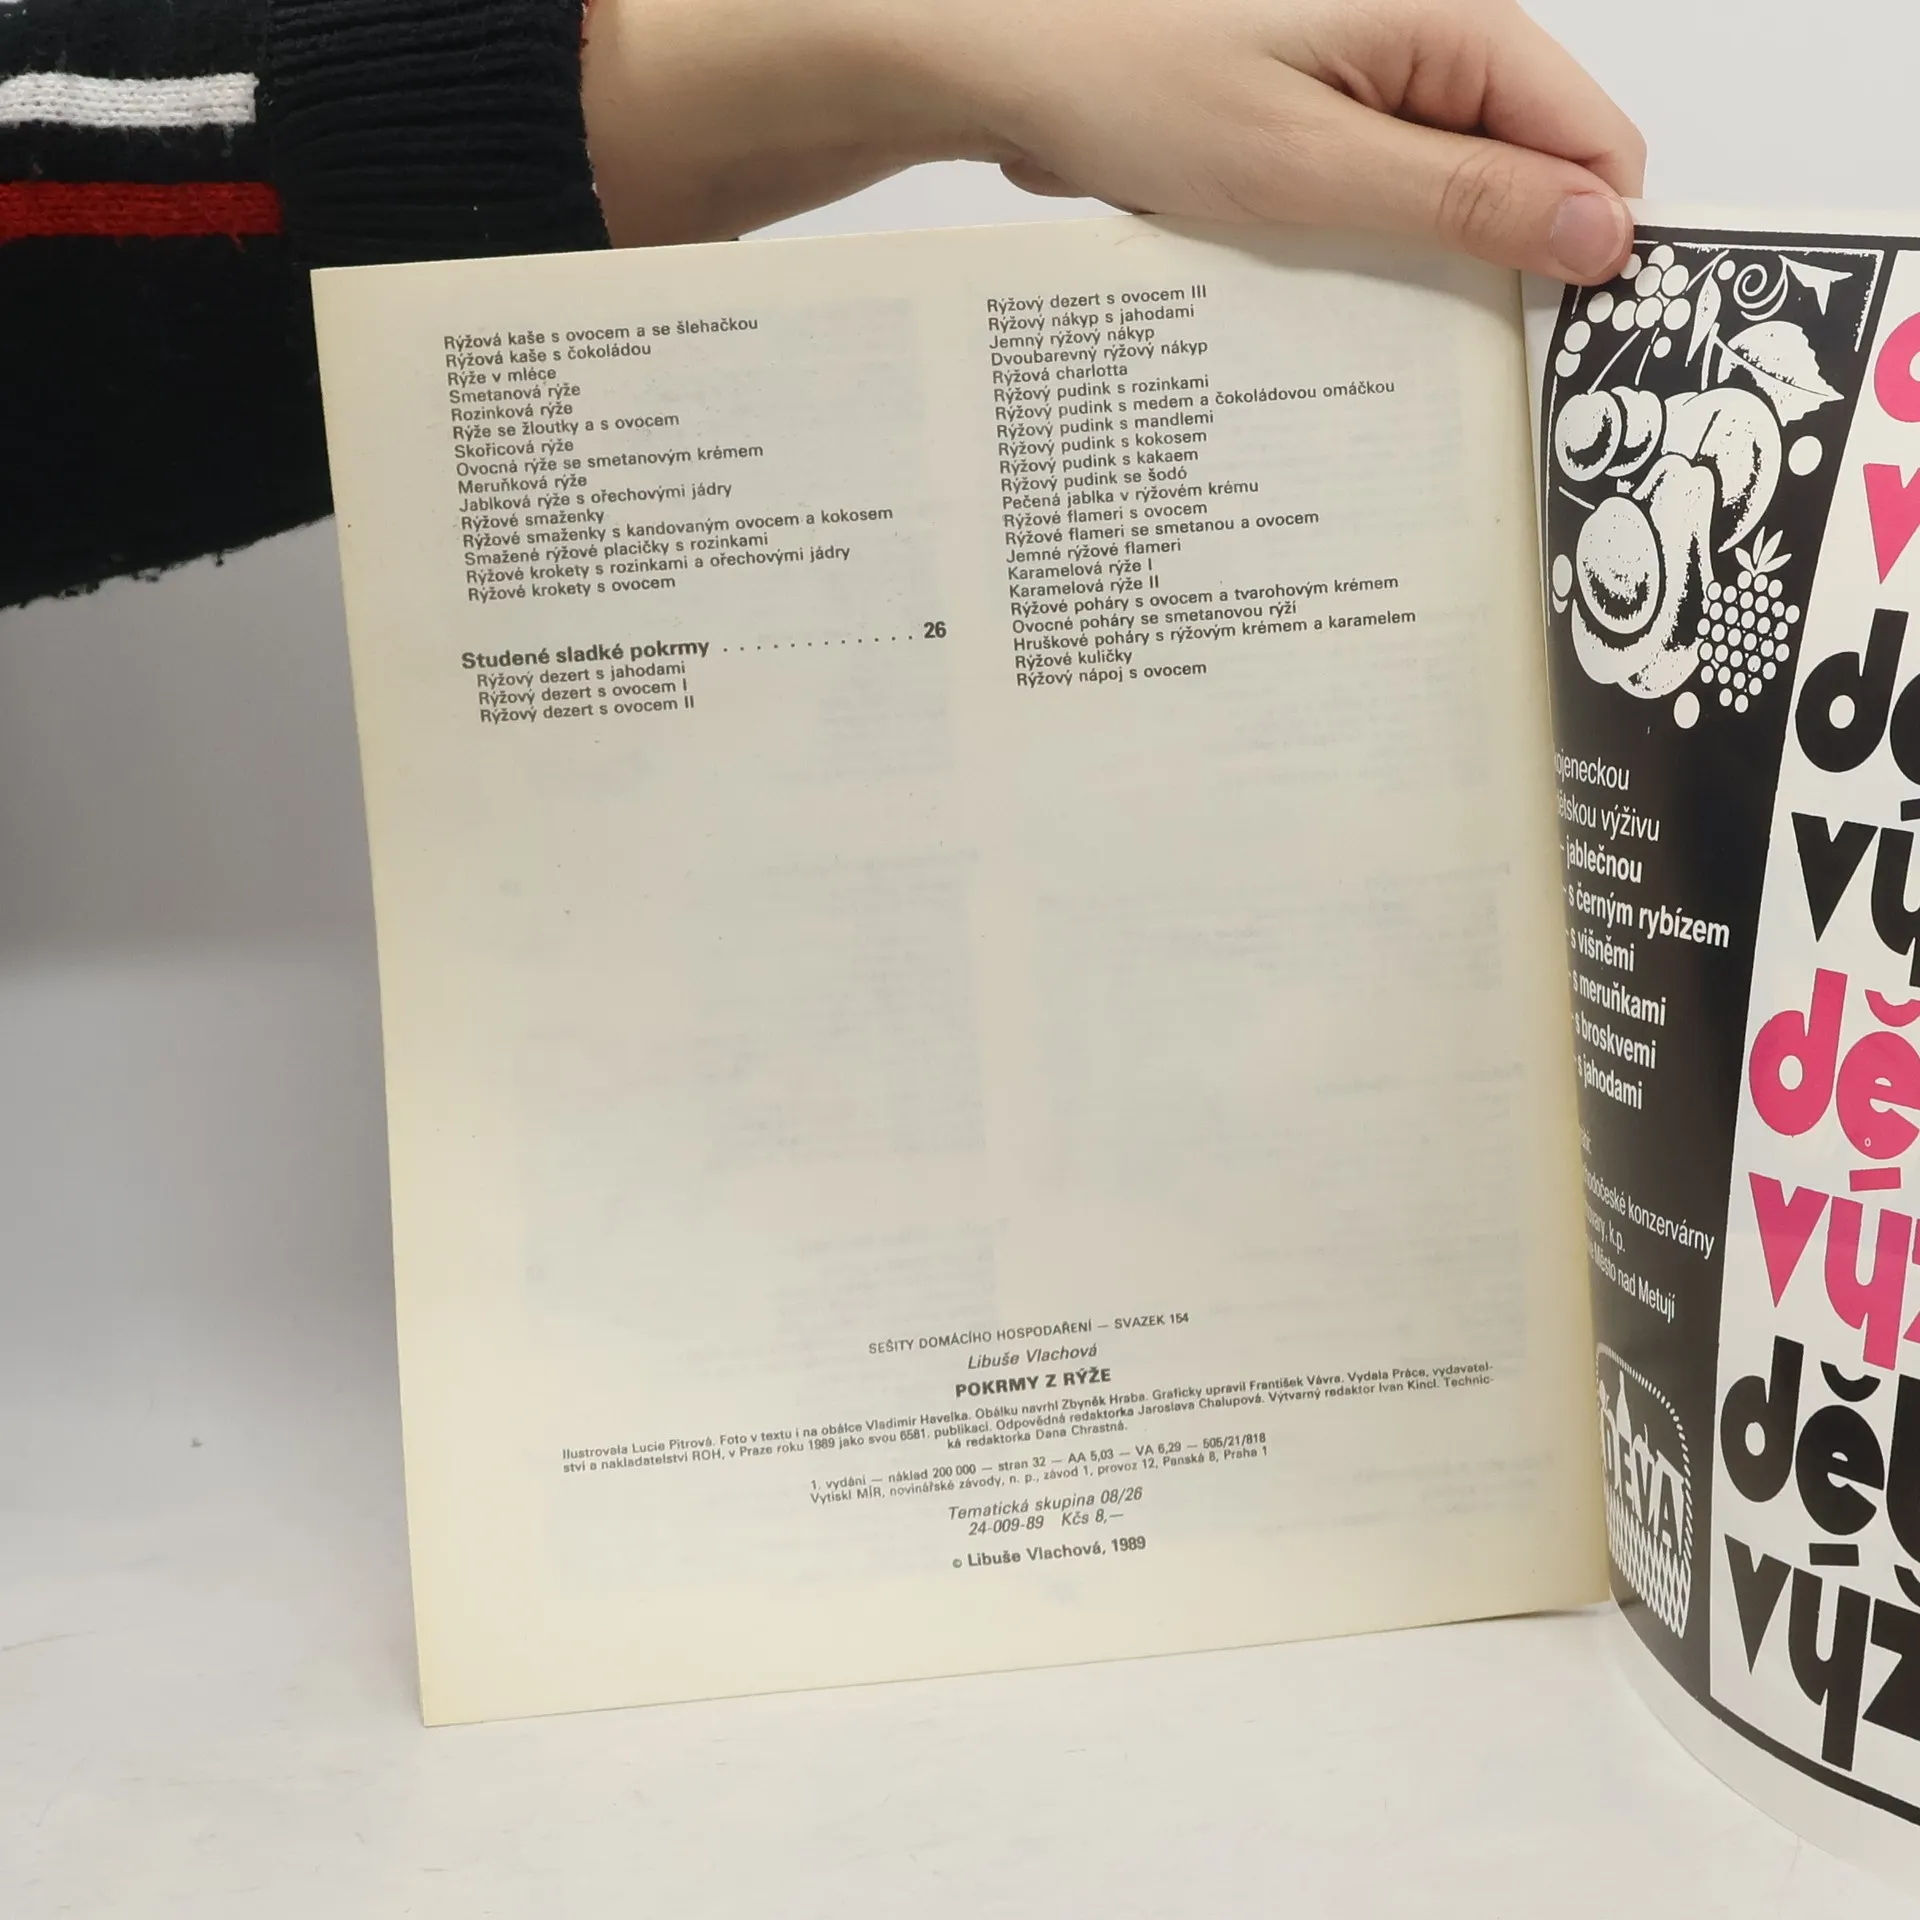 Rýžová kaše s ovocem a se šlehačkou
Rýžová kaše s čokoládou
Rýže v mléce
Smetanová rýže
Rozinková rýže
Rýže se žloutky a s ovocem
Skořicová rýže
Ovocná rýže se smetanovým krémem
Meruňková rýže
Jablková rýže s ořechovými jádry
Rýžové smaženky
Rýžové smaženky s kandovaným ovocem a kokosem
Smažené rýžové placičky s rozinkami
Rýžové krokety s rozinkami a ořechovými jádry
Rýžové krokety s ovocem
Studené sladké pokrmy . . . . . . . . . . . . 26
Rýžový dezert s jahodami
Rýžový dezert s ovocem I
Rýžový dezert s ovocem II
Rýžový dezert s ovocem III
Rýžový nákyp s jahodami
Jemný rýžový nákyp
Dvoubarevný rýžový nákyp
Rýžová charlotta
Rýžový pudink s rozinkami
Rýžový pudink s medem a čokoládovou omáčkou
Rýžový pudink s mandlemi
Rýžový pudink s kokosem
Rýžový pudink s kakaem
Rýžový pudink se šodó
Pečená jablka v rýžovém krému
Rýžové flameri s ovocem
Rýžové flameri se smetanou a ovocem
Jemné rýžové flameri
Karamelová rýže I
Karamelová rýže II
Rýžové poháry s ovocem a tvarohovým krémem
Ovocné poháry se smetanovou rýží
Hruškové poháry s rýžovým krémem a karamelem
Rýžové kuličky
Rýžový nápoj s ovocem
SEŠITY DOMÁCÍHO HOSPODAŘENÍ — SVAZEK 154
Libuše Vlachová
POKRMY Z RÝŽE
Ilustrovala Lucie Pitrová. Foto v textu i na obálce Vladimír Havelka. Obálku navrhl Zbyněk Hraba. Graficky upravil František Vávra. Vydala Práce, vydavatel-
ství a nakladatelství ROH, v Praze roku 1989 jako svou 6581. publikaci. Odpovědná redaktorka Jaroslava Chalupová. Výtvarný redaktor Ivan Kincl. Technic-
ká redaktorka Dana Chrastná.
1. vydání — náklad 200 000 — stran 32 — AA 5,03 — VA 6,29 — 505/21/818
Vytiskl MÍR, novinářské závody, n. p., závod 1, provoz 12, Panská 8, Praha 1
Tematická skupina 08/26
24-009-89 Kčs 8,—
© Libuše Vlachová, 1989
výživu
– jablečnou
– s černým rybízem
– s višněmi
– s meruňkami
– s broskvemi
– s jahodami
konzervárny
k.p.
Město nad Metují
DEVA